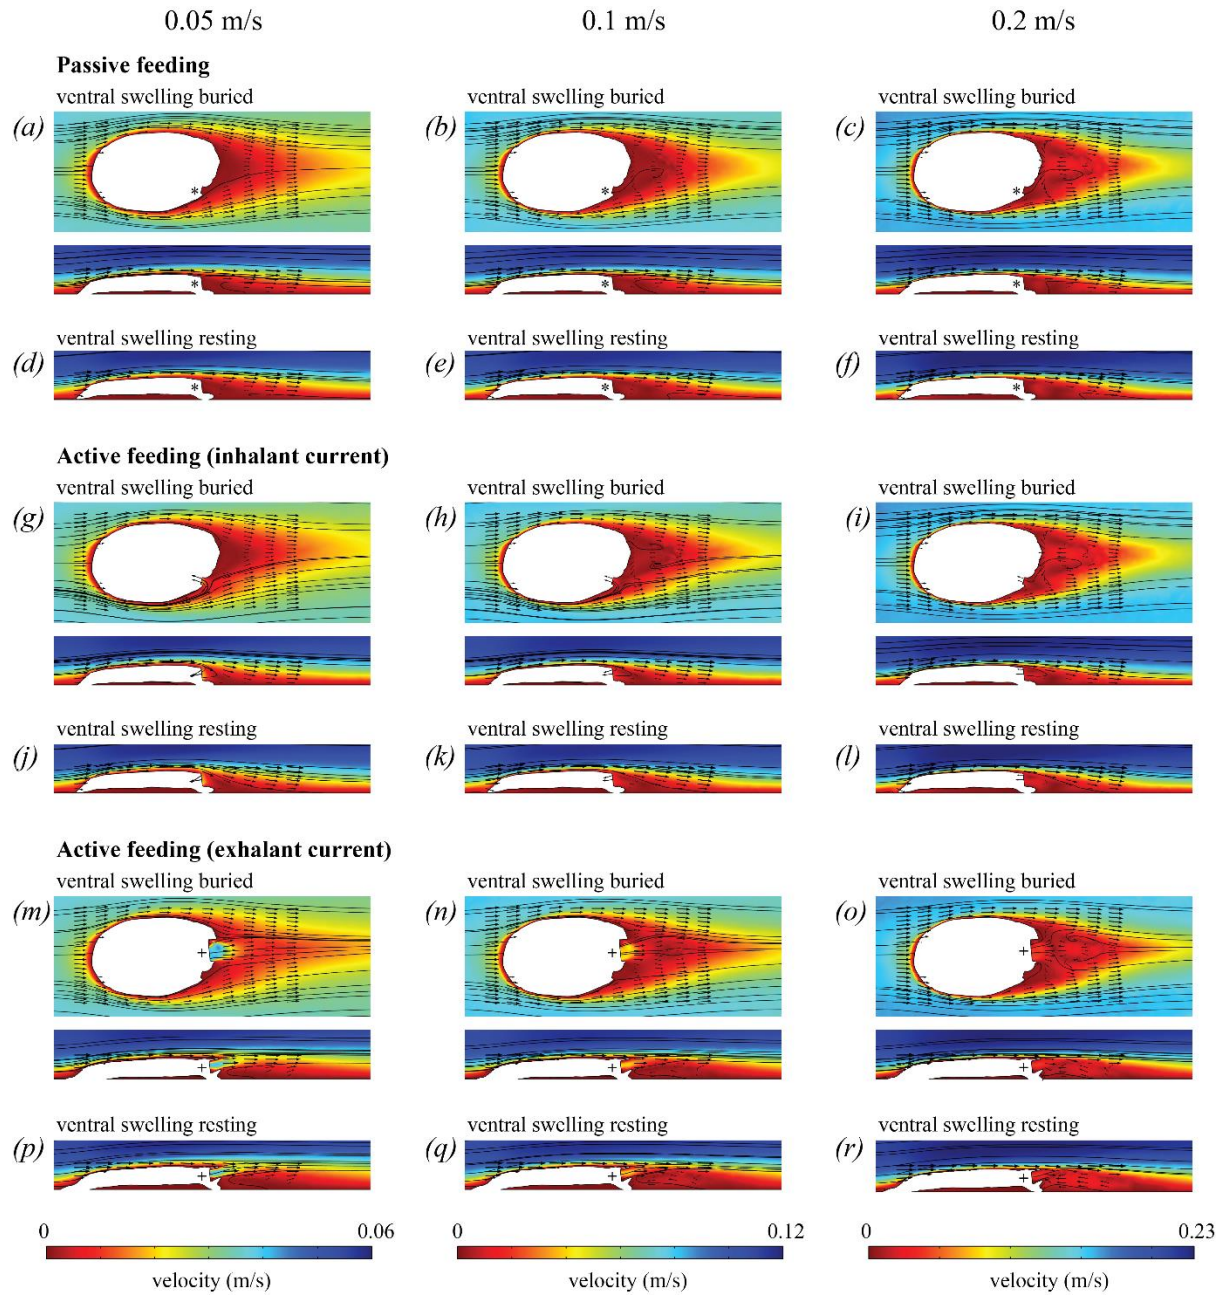 0.05 m/s 0.1 m/s 0.2 m/s
Passive feeding
ventral swelling buried ventral swelling buried ventral swelling buried
(a) (b) (c)
* * *
* * *
ventral swelling resting ventral swelling resting ventral swelling resting
(d) (e) (f)
* * *
Active feeding (inhalant current)
ventral swelling buried ventral swelling buried ventral swelling buried
(g) (h) (i)
ventral swelling resting ventral swelling resting ventral swelling resting
(j) (k) (l)
Active feeding (exhalant current)
ventral swelling buried ventral swelling buried ventral swelling buried
(m) (n) (o)
+ + +
+ + +
ventral swelling resting ventral swelling resting ventral swelling resting
(p) (q) (r)
+ + +
0 0.06 0 0.12 0 0.23
velocity (m/s) velocity (m/s) velocity (m/s)